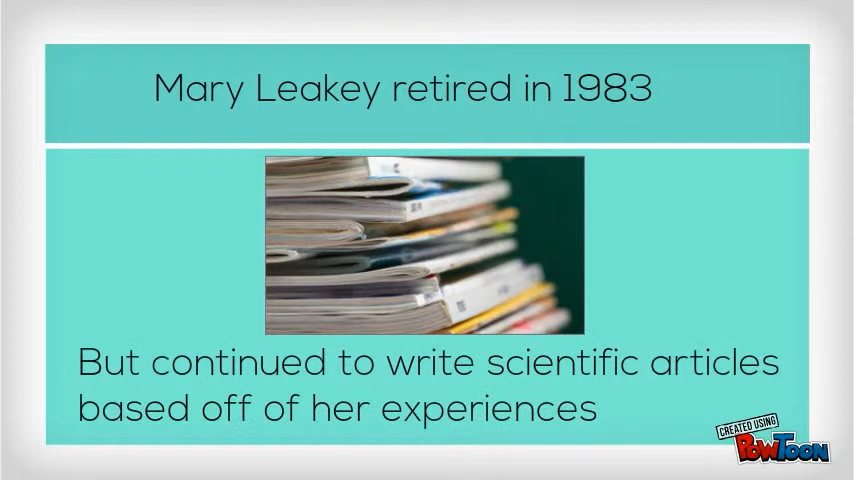 Mary Leakey retired in 1983
But continued to write scientific articles
based off of her experiences
CREATED USING
POWTOON